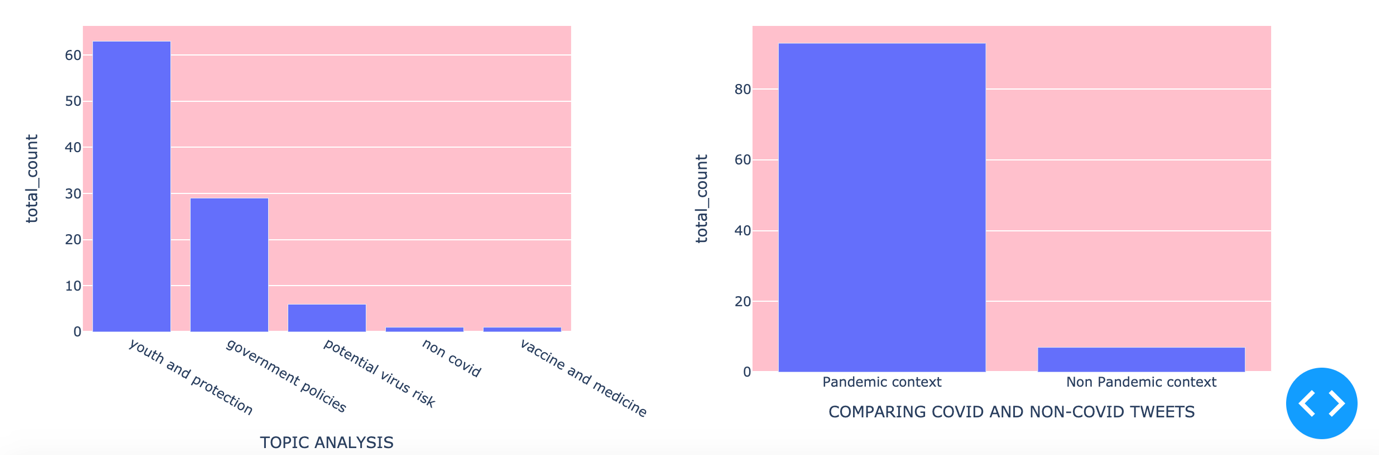 total_count
60
50
40
30
20
10
0
youth and protection
government policies
potential virus risk
non covid
vaccine and medicine
TOPIC ANALYSIS
total_count
80
60
40
20
0
Pandemic context
Non Pandemic context
COMPARING COVID AND NON-COVID TWEETS